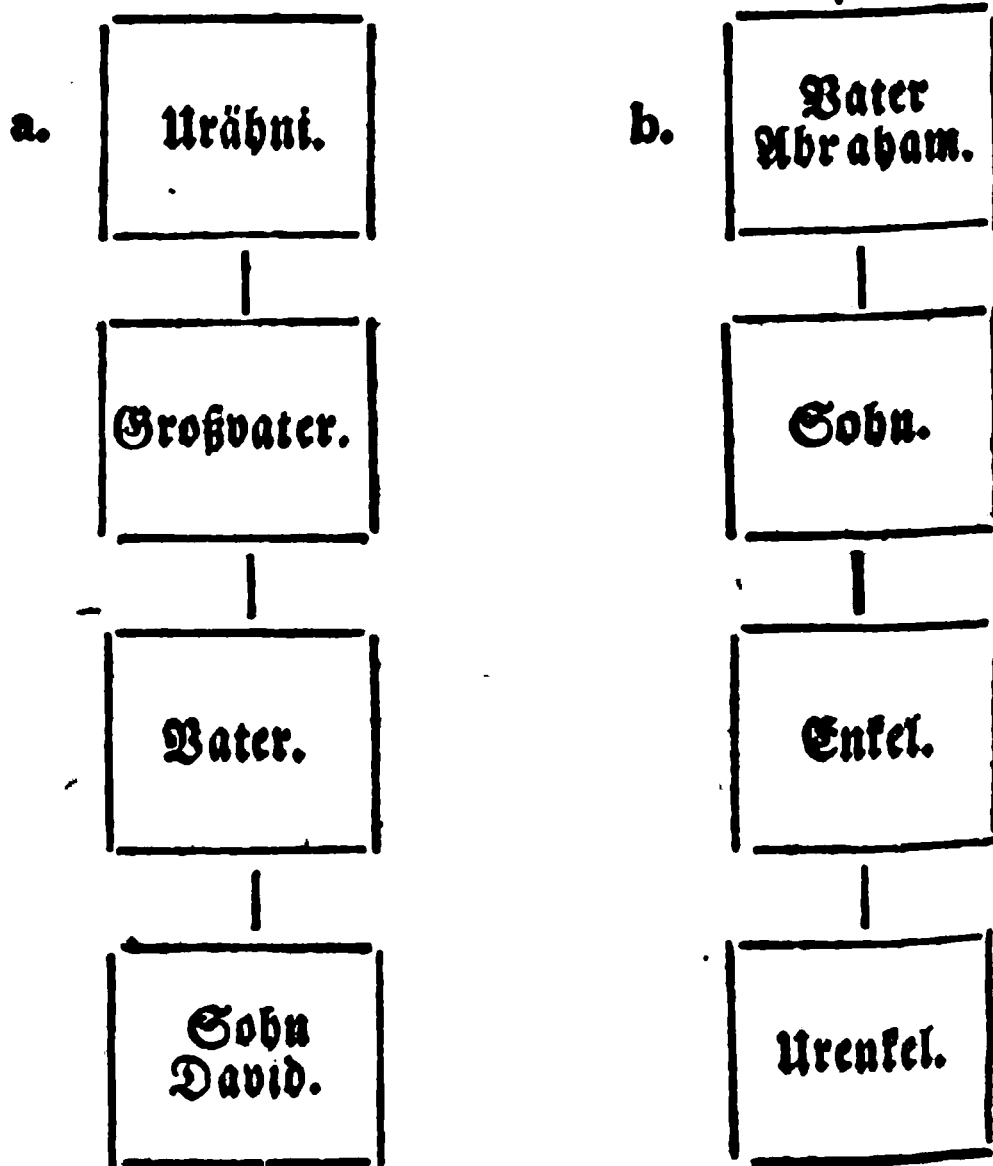 a.
Urähni.
Großvater.
Vater.
Sohn
David.
b.
Vater
Abraham.
Sohn.
Enkel.
Urenkel.